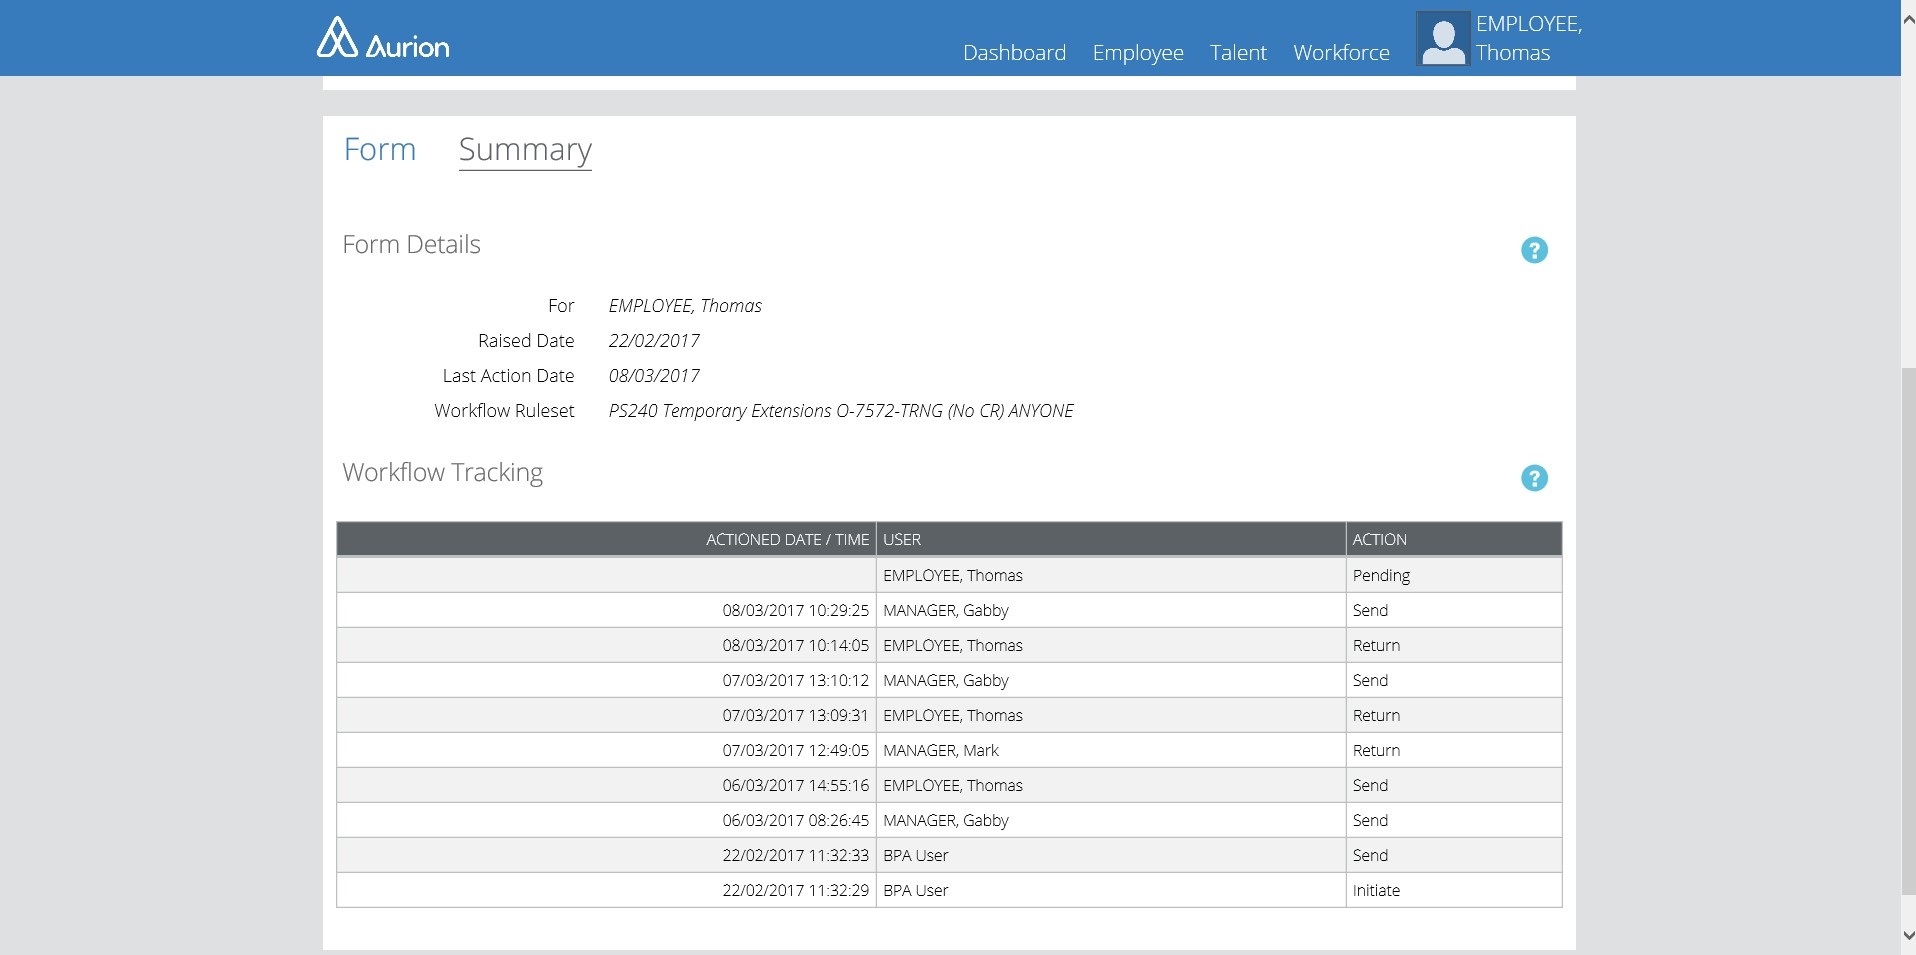 Aurion
Dashboard Employee Talent Workforce EMPLOYEE,
Thomas
Form Summary
Form Details
?
For EMPLOYEE, Thomas
Raised Date 22/02/2017
Last Action Date 08/03/2017
Workflow Ruleset PS240 Temporary Extensions O-7572-TRNG (No CR) ANYONE
Workflow Tracking
?
ACTIONED DATE / TIME USER ACTION
EMPLOYEE, Thomas Pending
08/03/2017 10:29:25 MANAGER, Gabby Send
08/03/2017 10:14:05 EMPLOYEE, Thomas Return
07/03/2017 13:10:12 MANAGER, Gabby Send
07/03/2017 13:09:31 EMPLOYEE, Thomas Return
07/03/2017 12:49:05 MANAGER, Mark Return
06/03/2017 14:55:16 EMPLOYEE, Thomas Send
06/03/2017 08:26:45 MANAGER, Gabby Send
22/02/2017 11:32:33 BPA User Send
22/02/2017 11:32:29 BPA User Initiate